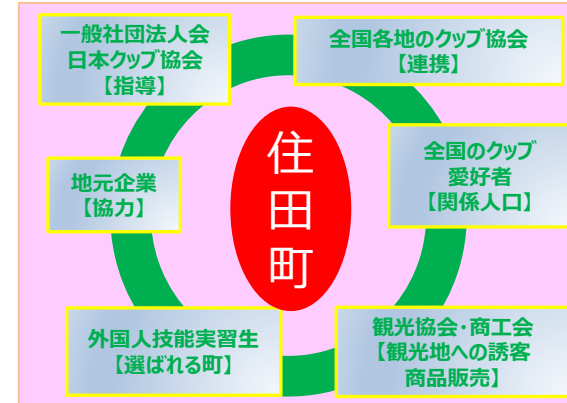 一般社団法人会
日本クッブ協会
【指導】
全国各地のクッブ協会
【連携】
住
田
町
全国のクッブ
愛好者
【関係人口】
地元企業
【協力】
外国人技能実習生
【選ばれる町】
観光協会・商工会
【観光地への誘客
商品販売】